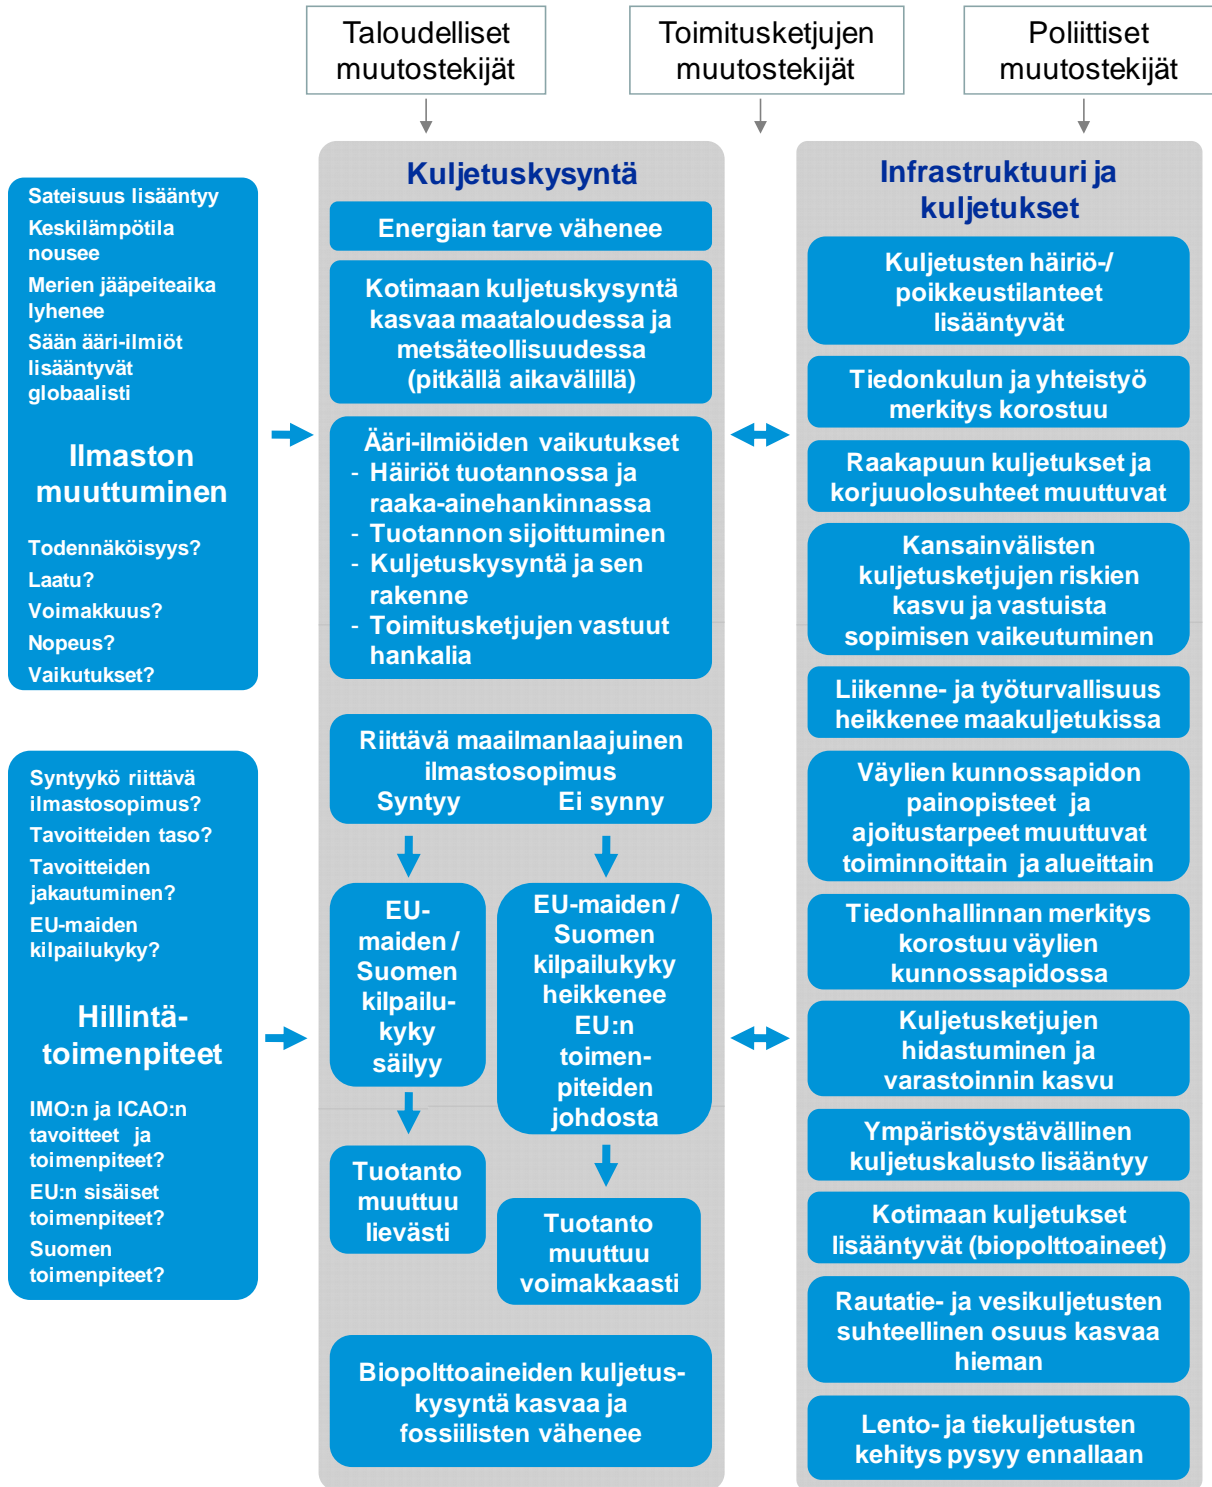 Taloudelliset
muutostekijät
Toimitusketjujen
muutostekijät
Poliittiset
muutostekijät
Sateisuus lisääntyy
Keskilämpötila
nousee
Merien jääpeiteaika
lyhenee
Sään ääri-ilmiöt
lisääntyvät
globaalisti
Ilmaston
muuttuminen
Todennäköisyys?
Laatu?
Voimakkuus?
Nopeus?
Vaikutukset?
Syntyykö riittävä
ilmastosopimus?
Tavoitteiden taso?
Tavoitteiden
jakautuminen?
EU-maiden
kilpailukyky?
Hillintä-
toimenpiteet
IMO:n ja ICAO:n
tavoitteet ja
toimenpiteet?
EU:n sisäiset
toimenpiteet?
Suomen
toimenpiteet?
Kuljetuskysyntä
Energian tarve vähenee
Kotimaan kuljetuskysyntä
kasvaa maataloudessa ja
metsäteollisuudessa
(pitkällä aikavälillä)
Ääri-ilmiöiden vaikutukset
- Häiriöt tuotannossa ja
raaka-ainehankinnassa
- Tuotannon sijoittuminen
- Kuljetuskysyntä ja sen
rakenne
- Toimitusketjujen vastuut
hankalia
Riittävä maailmanlaajuinen
ilmastosopimus
Syntyy Ei synny
EU-
maiden /
Suomen
kilpailu-
kyky
säilyy
Tuotanto
muuttuu
lievästi
EU-maiden /
Suomen
kilpailukyky
heikkenee
EU:n
toimen-
piteiden
johdosta
Tuotanto
muuttuu
voimakkaasti
Biopolttoaineiden kuljetus-
kysyntä kasvaa ja
fossiilisten vähenee
Infrastruktuuri ja
kuljetukset
Kuljetusten häiriö-/
poikkeustilanteet
lisääntyvät
Tiedonkulun ja yhteistyö
merkitys korostuu
Raakapuun kuljetukset ja
korjuuolosuhteet muuttuvat
Kansainvälisten
kuljetusketjujen riskien
kasvu ja vastuista
sopimisen vaikeutuminen
Liikenne- ja työturvallisuus
heikkenee maakuljetukissa
Väylien kunnossapidon
painopisteet ja
ajoitustarpeet muuttuvat
toiminnoittain ja alueittain
Tiedonhallinnan merkitys
korostuu väylien
kunnossapidossa
Kuljetusketjujen
hidastuminen ja
varastoinnin kasvu
Ympäristöystävällinen
kuljetuskalusto lisääntyy
Kotimaan kuljetukset
lisääntyvät (biopolttoaineet)
Rautatie- ja vesikuljetusten
suhteellinen osuus kasvaa
hieman
Lento- ja tiekuljetusten
kehitys pysyy ennallaan